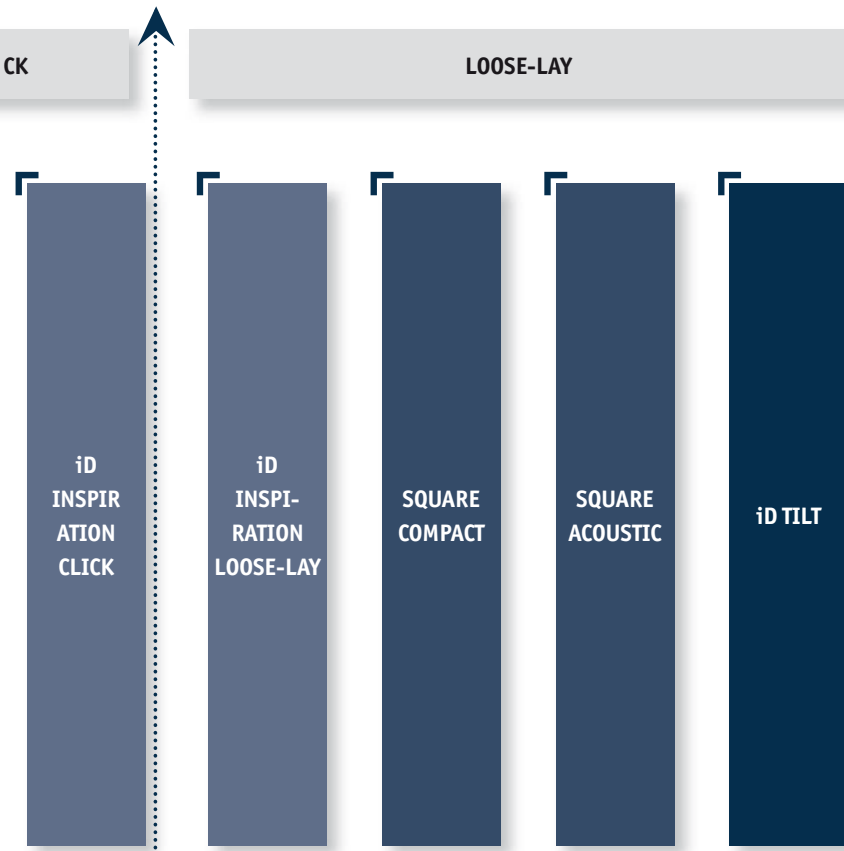 CK
LOOSE-LAY
iD
INSPIR
ATION
CLICK
iD
INSPI-
RATION
LOOSE-LAY
SQUARE
COMPACT
SQUARE
ACOUSTIC
iD TILT